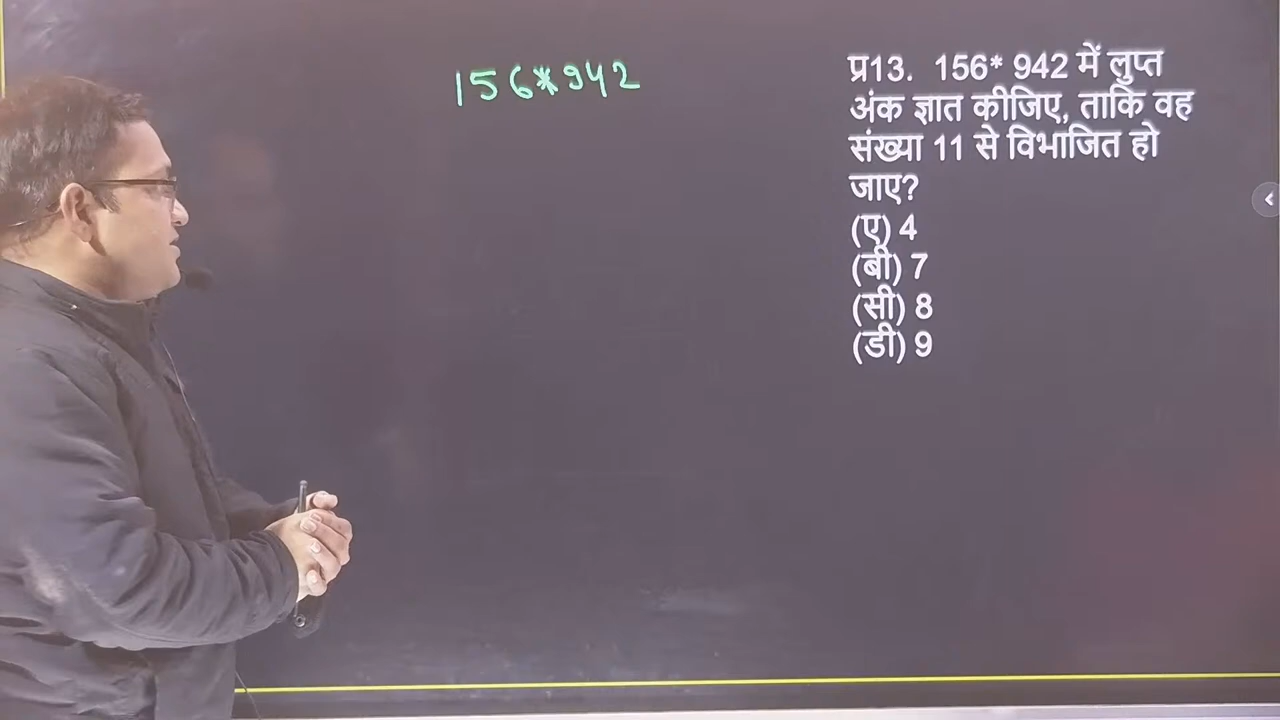 156*942
प्र13. 156* 942 में लुप्त
अंक ज्ञात कीजिए, ताकि वह
संख्या 11 से विभाजित हो
जाए?
(ए) 4
(बी) 7
(सी) 8
(डी) 9